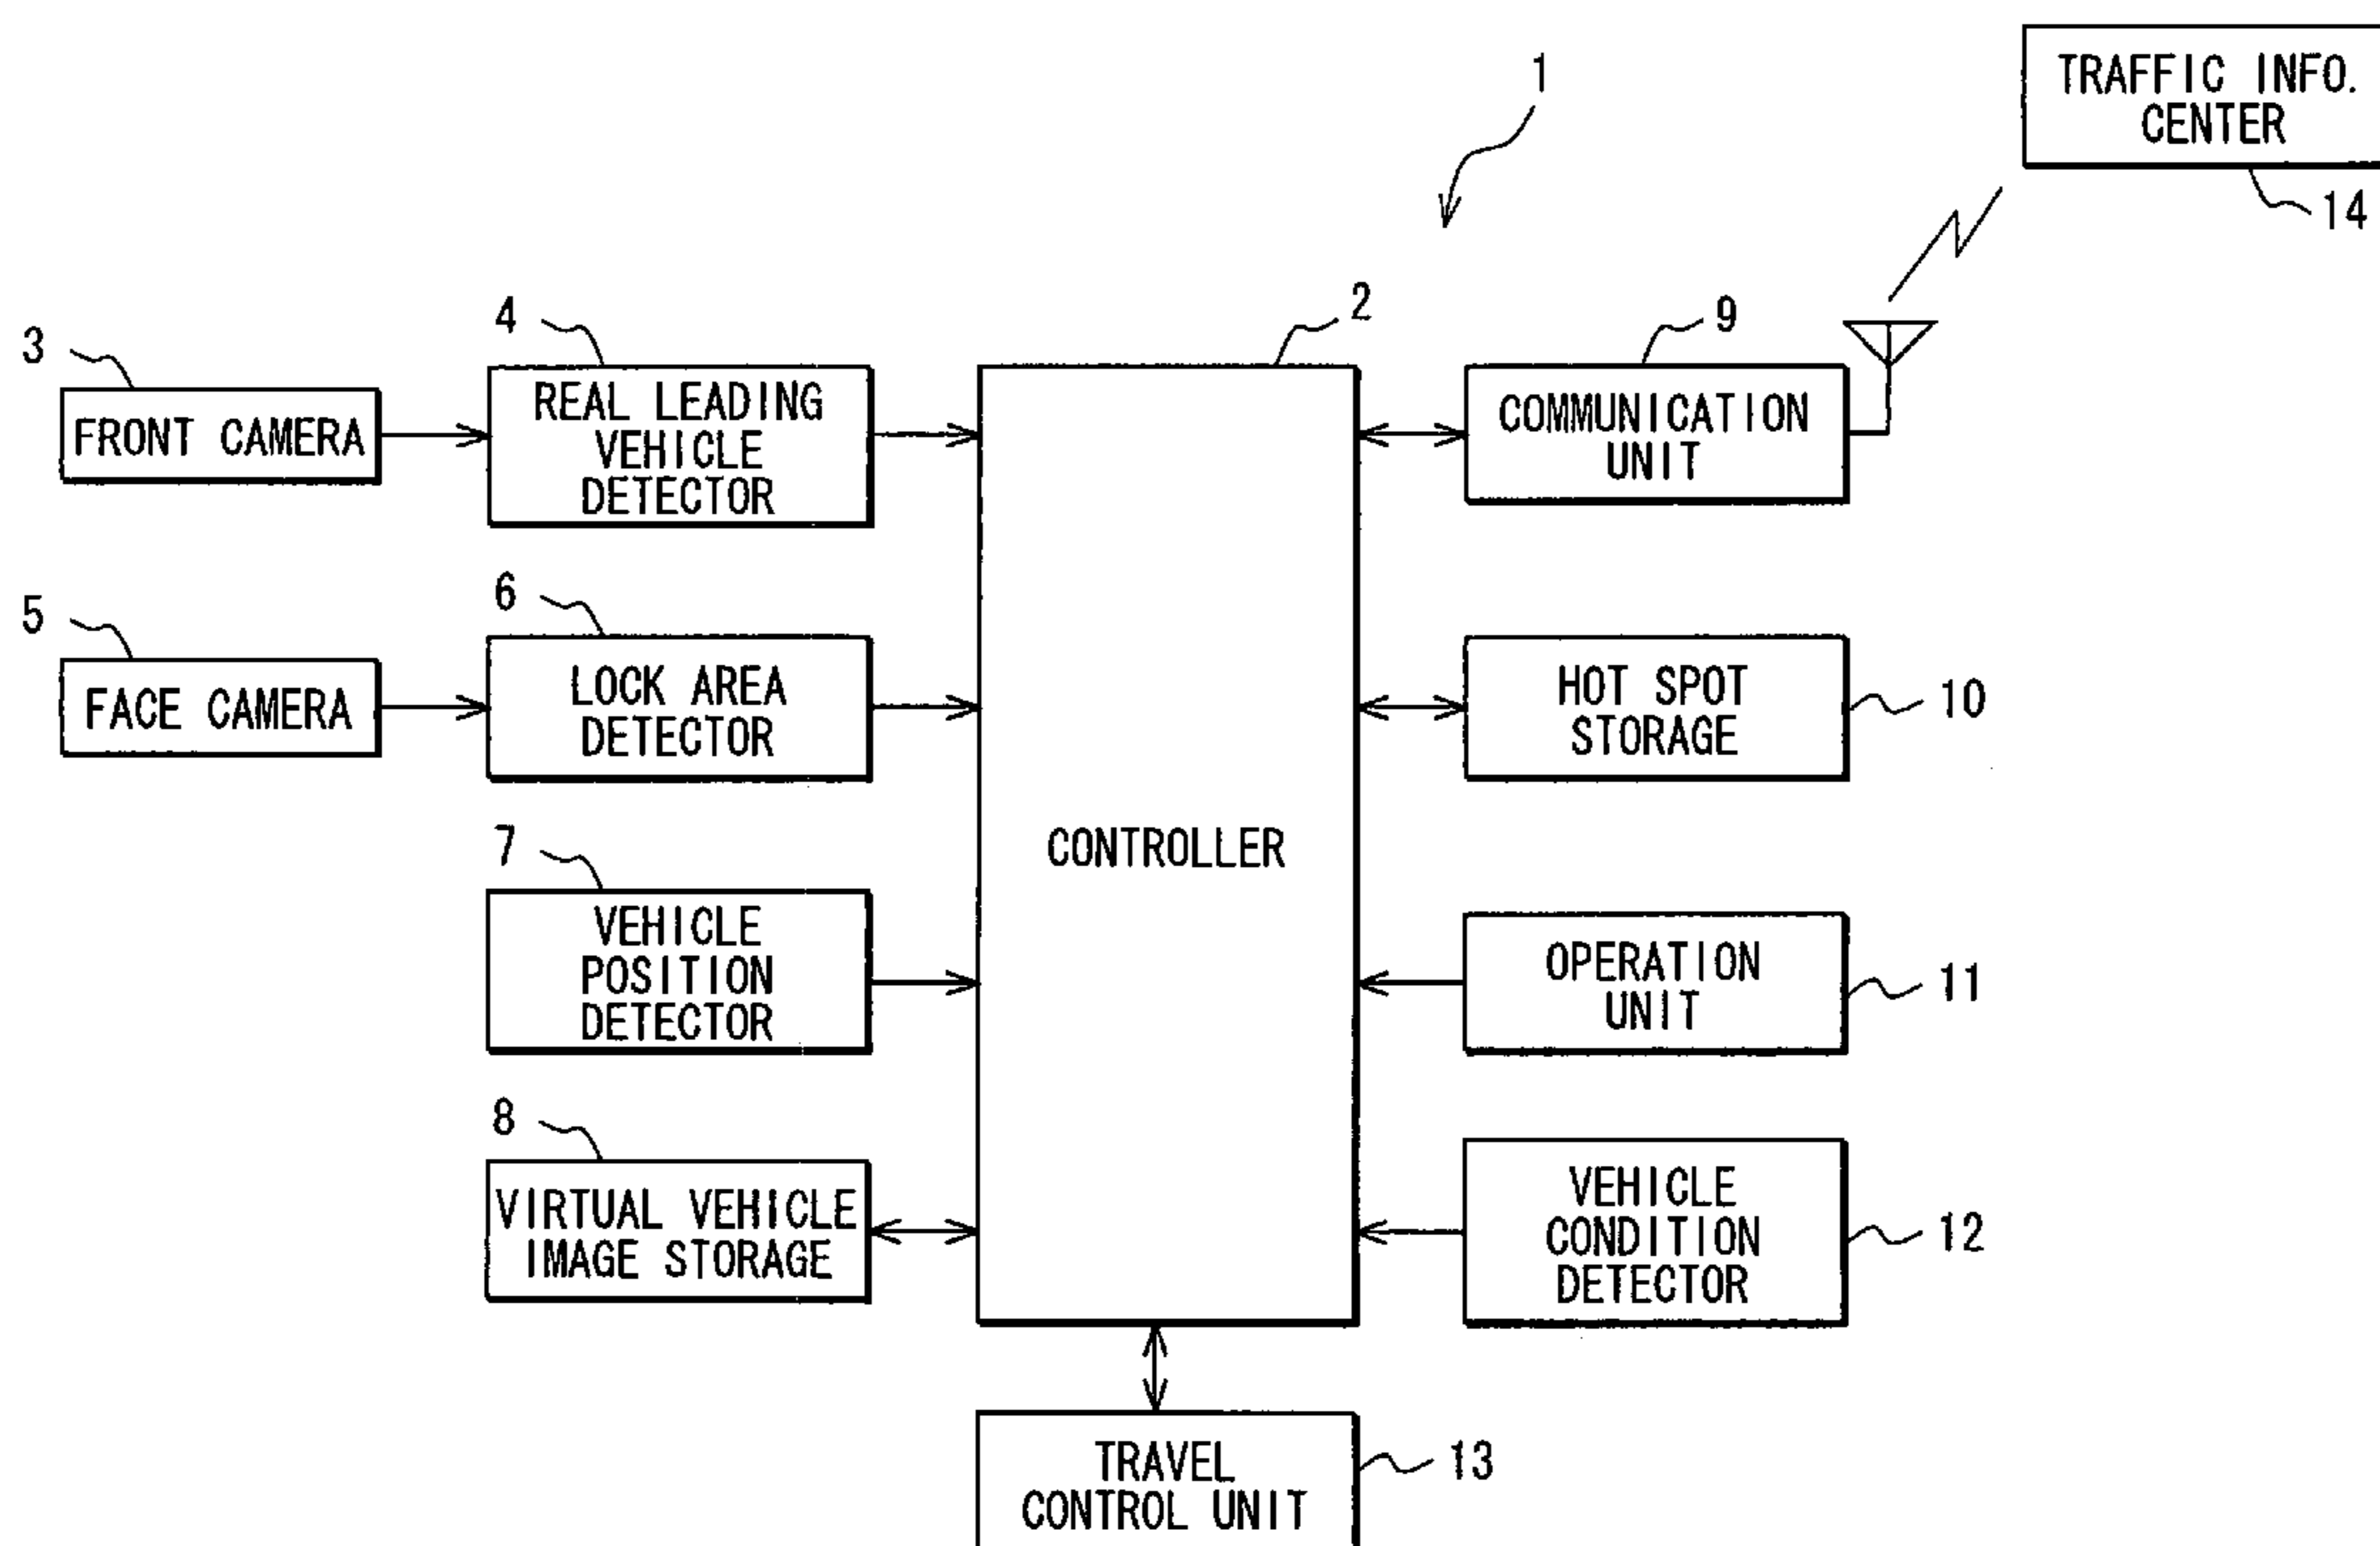 TRAFFIC INFO.
CENTER
14
1
3
FRONT CAMERA
4
REAL LEADING
VEHICLE
DETECTOR
2
CONTROLLER
9
COMMUNICATION
UNIT
5
FACE CAMERA
6
LOCK AREA
DETECTOR
HOT SPOT
STORAGE
10
7
VEHICLE
POSITION
DETECTOR
OPERATION
UNIT
11
8
VIRTUAL VEHICLE
IMAGE STORAGE
VEHICLE
CONDITION
DETECTOR
12
TRAVEL
CONTROL UNIT
13